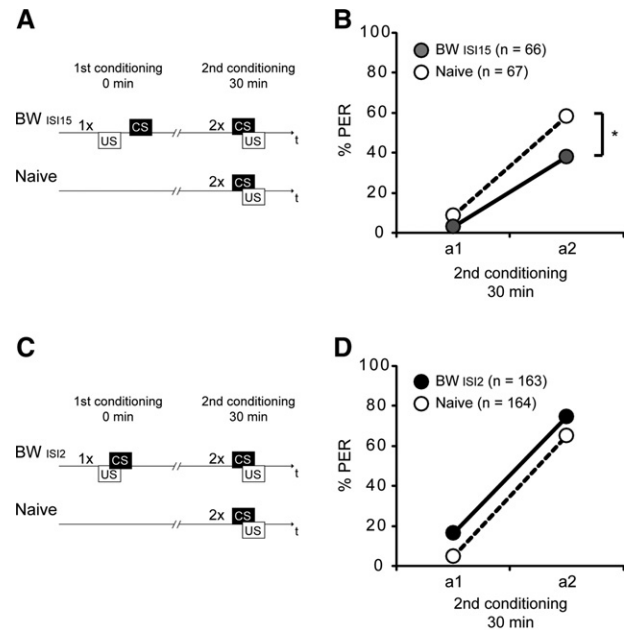 A
1st conditioning
0 min
2nd conditioning
30 min
BW ISI15
1x
CS
US
2x
CS
US
t
Naive
2x
CS
US
t
B
BW ISI15 (n = 66)
Naive (n = 67)
% PER
100
80
60
40
20
0
*
a1
a2
2nd conditioning
30 min
C
1st conditioning
0 min
2nd conditioning
30 min
BW ISI2
1x
CS
US
2x
CS
US
t
Naive
2x
CS
US
t
D
BW ISI2 (n = 163)
Naive (n = 164)
% PER
100
80
60
40
20
0
a1
a2
2nd conditioning
30 min